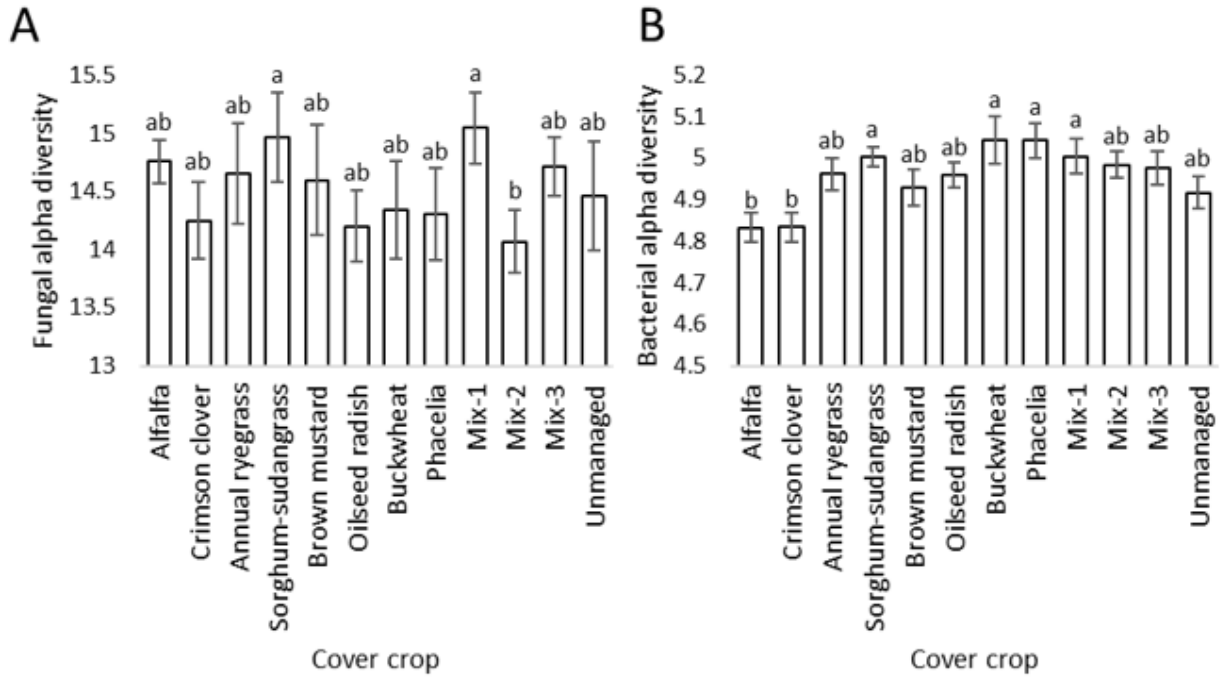 A
Fungal alpha diversity
15.5
15
14.5
14
13.5
13
ab
ab
ab
a
ab
ab
ab
ab
a
b
ab
ab
Alfalfa
Crimson clover
Annual ryegrass
Sorghum-sudangrass
Brown mustard
Oilseed radish
Buckwheat
Phacelia
Mix-1
Mix-2
Mix-3
Unmanaged
Cover crop
B
Bacterial alpha diversity
5.2
5.1
5
4.9
4.8
4.7
4.6
4.5
b
b
ab
a
ab
ab
a
a
a
ab
ab
ab
Alfalfa
Crimson clover
Annual ryegrass
Sorghum-sudangrass
Brown mustard
Oilseed radish
Buckwheat
Phacelia
Mix-1
Mix-2
Mix-3
Unmanaged
Cover crop